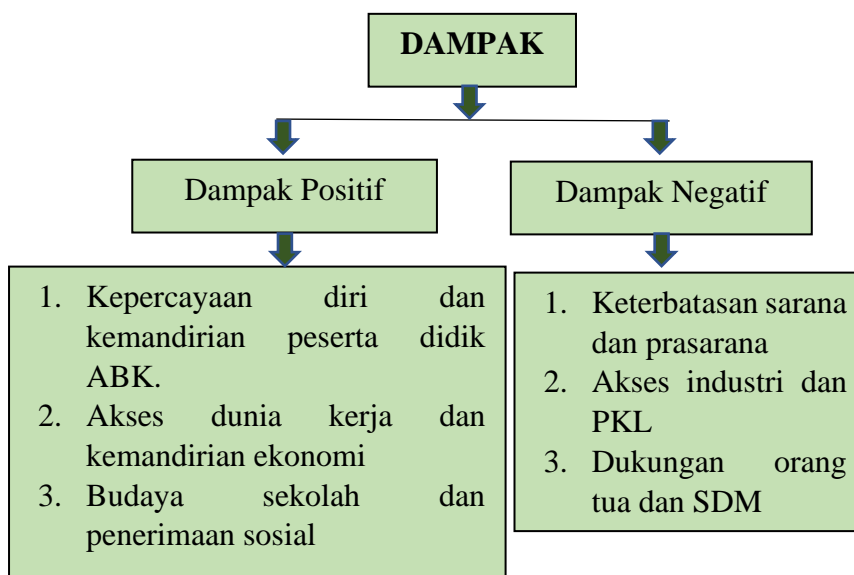 DAMPAK
Dampak Positif
Dampak Negatif
1. Kepercayaan diri dan
kemandirian peserta didik
ABK.
2. Akses dunia kerja dan
kemandirian ekonomi
3. Budaya sekolah dan
penerimaan sosial
1. Keterbatasan sarana
dan prasarana
2. Akses industri dan
PKL
3. Dukungan orang
tua dan SDM